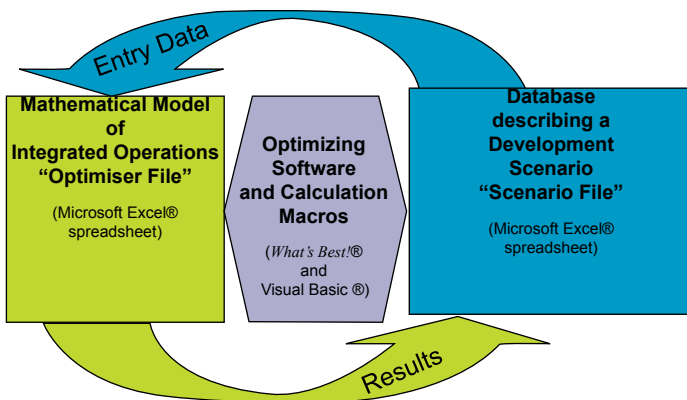 Entry Data
Mathematical Model
of
Integrated Operations
“Optimiser File”
(Microsoft Excel®
spreadsheet)
Optimizing
Software
and Calculation
Macros
(What’s Best!®
and
Visual Basic ®)
Database
describing a
Development
Scenario
“Scenario File”
(Microsoft Excel®
spreadsheet)
Results